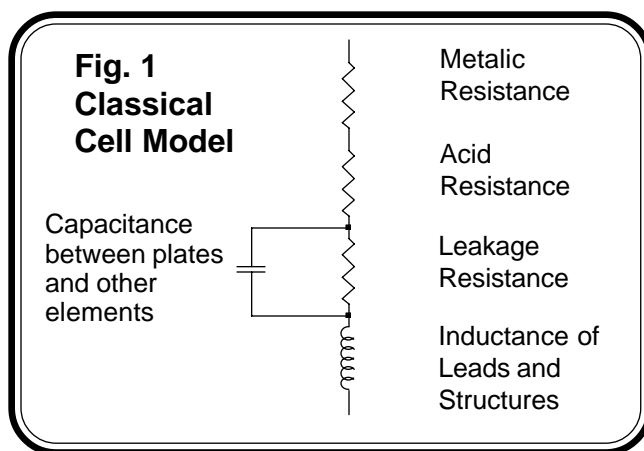 Fig. 1
Classical
Cell Model
Metalic
Resistance
Acid
Resistance
Capacitance
between plates
and other
elements
Leakage
Resistance
Inductance of
Leads and
Structures